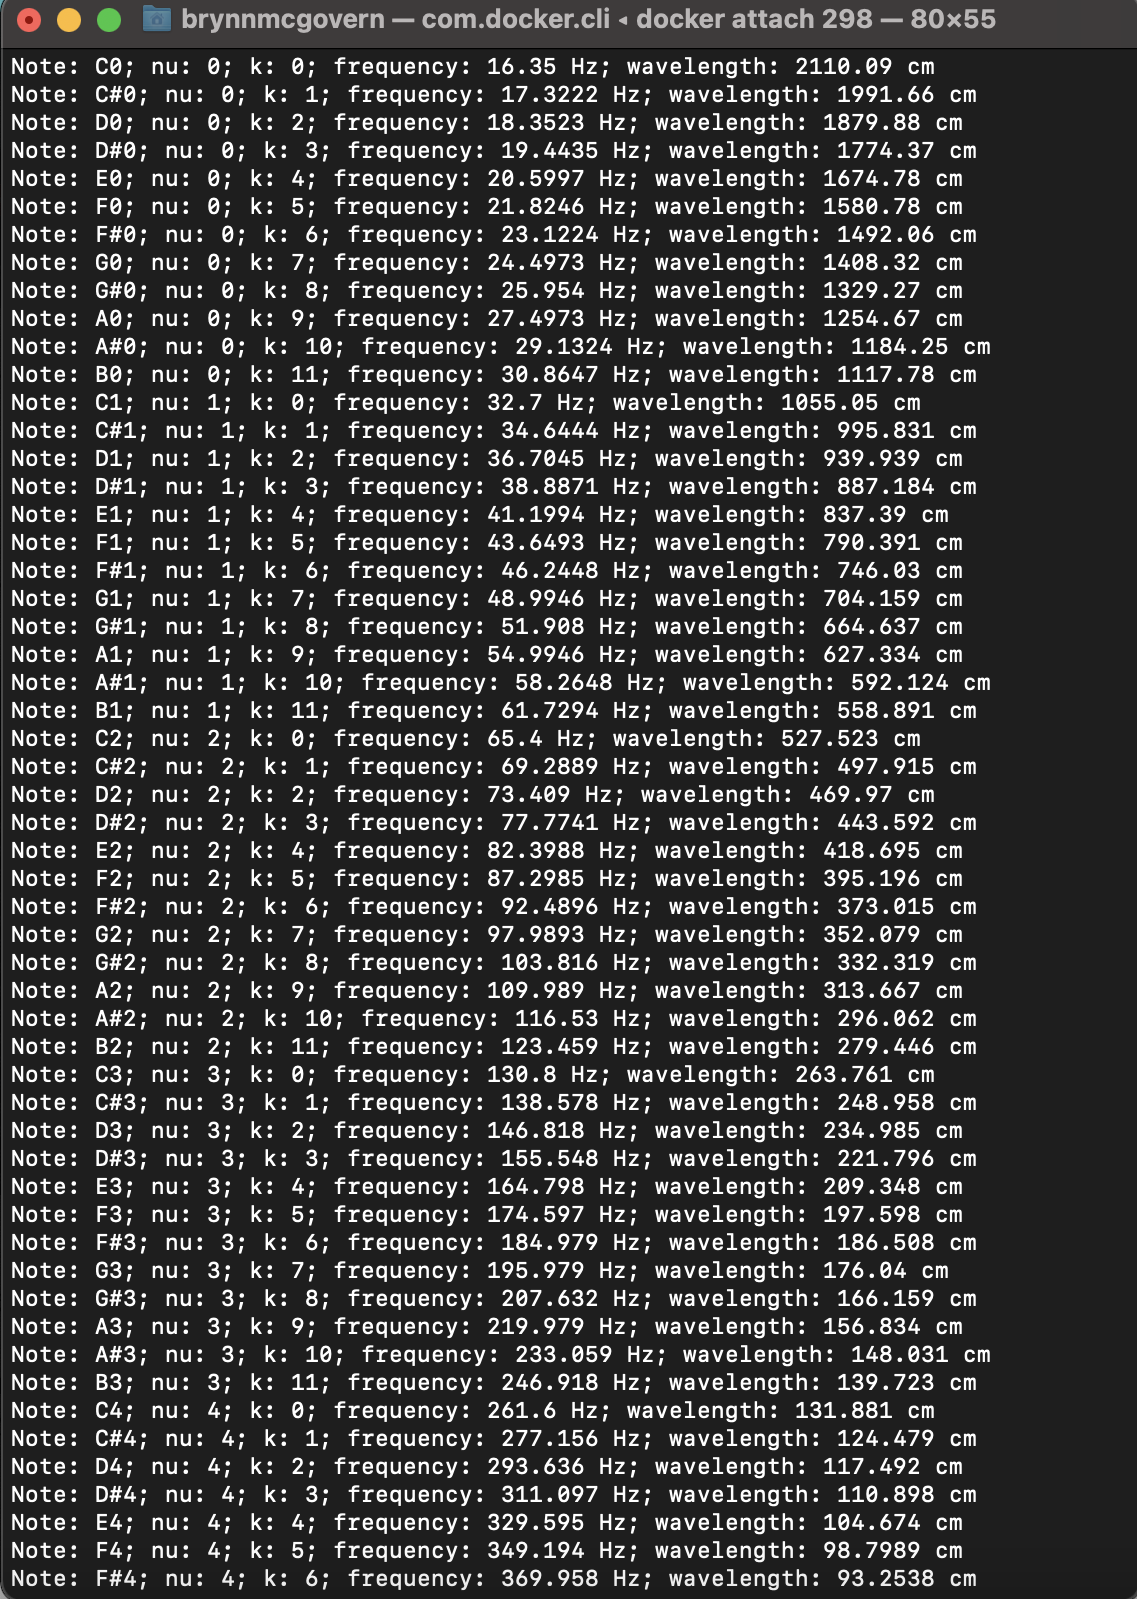 brynnmcgovern — com.docker.cli ◂ docker attach 298 — 80×55
Note: C0; nu: 0; k: 0; frequency: 16.35 Hz; wavelength: 2110.09 cm
Note: C#0; nu: 0; k: 1; frequency: 17.3222 Hz; wavelength: 1991.66 cm
Note: D0; nu: 0; k: 2; frequency: 18.3523 Hz; wavelength: 1879.88 cm
Note: D#0; nu: 0; k: 3; frequency: 19.4435 Hz; wavelength: 1774.37 cm
Note: E0; nu: 0; k: 4; frequency: 20.5997 Hz; wavelength: 1674.78 cm
Note: F0; nu: 0; k: 5; frequency: 21.8246 Hz; wavelength: 1580.78 cm
Note: F#0; nu: 0; k: 6; frequency: 23.1224 Hz; wavelength: 1492.06 cm
Note: G0; nu: 0; k: 7; frequency: 24.4973 Hz; wavelength: 1408.32 cm
Note: G#0; nu: 0; k: 8; frequency: 25.954 Hz; wavelength: 1329.27 cm
Note: A0; nu: 0; k: 9; frequency: 27.4973 Hz; wavelength: 1254.67 cm
Note: A#0; nu: 0; k: 10; frequency: 29.1324 Hz; wavelength: 1184.25 cm
Note: B0; nu: 0; k: 11; frequency: 30.8647 Hz; wavelength: 1117.78 cm
Note: C1; nu: 1; k: 0; frequency: 32.7 Hz; wavelength: 1055.05 cm
Note: C#1; nu: 1; k: 1; frequency: 34.6444 Hz; wavelength: 995.831 cm
Note: D1; nu: 1; k: 2; frequency: 36.7045 Hz; wavelength: 939.939 cm
Note: D#1; nu: 1; k: 3; frequency: 38.8871 Hz; wavelength: 887.184 cm
Note: E1; nu: 1; k: 4; frequency: 41.1994 Hz; wavelength: 837.39 cm
Note: F1; nu: 1; k: 5; frequency: 43.6493 Hz; wavelength: 790.391 cm
Note: F#1; nu: 1; k: 6; frequency: 46.2448 Hz; wavelength: 746.03 cm
Note: G1; nu: 1; k: 7; frequency: 48.9946 Hz; wavelength: 704.159 cm
Note: G#1; nu: 1; k: 8; frequency: 51.908 Hz; wavelength: 664.637 cm
Note: A1; nu: 1; k: 9; frequency: 54.9946 Hz; wavelength: 627.334 cm
Note: A#1; nu: 1; k: 10; frequency: 58.2648 Hz; wavelength: 592.124 cm
Note: B1; nu: 1; k: 11; frequency: 61.7294 Hz; wavelength: 558.891 cm
Note: C2; nu: 2; k: 0; frequency: 65.4 Hz; wavelength: 527.523 cm
Note: C#2; nu: 2; k: 1; frequency: 69.2889 Hz; wavelength: 497.915 cm
Note: D2; nu: 2; k: 2; frequency: 73.409 Hz; wavelength: 469.97 cm
Note: D#2; nu: 2; k: 3; frequency: 77.7741 Hz; wavelength: 443.592 cm
Note: E2; nu: 2; k: 4; frequency: 82.3988 Hz; wavelength: 418.695 cm
Note: F2; nu: 2; k: 5; frequency: 87.2985 Hz; wavelength: 395.196 cm
Note: F#2; nu: 2; k: 6; frequency: 92.4896 Hz; wavelength: 373.015 cm
Note: G2; nu: 2; k: 7; frequency: 97.9893 Hz; wavelength: 352.079 cm
Note: G#2; nu: 2; k: 8; frequency: 103.816 Hz; wavelength: 332.319 cm
Note: A2; nu: 2; k: 9; frequency: 109.989 Hz; wavelength: 313.667 cm
Note: A#2; nu: 2; k: 10; frequency: 116.53 Hz; wavelength: 296.062 cm
Note: B2; nu: 2; k: 11; frequency: 123.459 Hz; wavelength: 279.446 cm
Note: C3; nu: 3; k: 0; frequency: 130.8 Hz; wavelength: 263.761 cm
Note: C#3; nu: 3; k: 1; frequency: 138.578 Hz; wavelength: 248.958 cm
Note: D3; nu: 3; k: 2; frequency: 146.818 Hz; wavelength: 234.985 cm
Note: D#3; nu: 3; k: 3; frequency: 155.548 Hz; wavelength: 221.796 cm
Note: E3; nu: 3; k: 4; frequency: 164.798 Hz; wavelength: 209.348 cm
Note: F3; nu: 3; k: 5; frequency: 174.597 Hz; wavelength: 197.598 cm
Note: F#3; nu: 3; k: 6; frequency: 184.979 Hz; wavelength: 186.508 cm
Note: G3; nu: 3; k: 7; frequency: 195.979 Hz; wavelength: 176.04 cm
Note: G#3; nu: 3; k: 8; frequency: 207.632 Hz; wavelength: 166.159 cm
Note: A3; nu: 3; k: 9; frequency: 219.979 Hz; wavelength: 156.834 cm
Note: A#3; nu: 3; k: 10; frequency: 233.059 Hz; wavelength: 148.031 cm
Note: B3; nu: 3; k: 11; frequency: 246.918 Hz; wavelength: 139.723 cm
Note: C4; nu: 4; k: 0; frequency: 261.6 Hz; wavelength: 131.881 cm
Note: C#4; nu: 4; k: 1; frequency: 277.156 Hz; wavelength: 124.479 cm
Note: D4; nu: 4; k: 2; frequency: 293.636 Hz; wavelength: 117.492 cm
Note: D#4; nu: 4; k: 3; frequency: 311.097 Hz; wavelength: 110.898 cm
Note: E4; nu: 4; k: 4; frequency: 329.595 Hz; wavelength: 104.674 cm
Note: F4; nu: 4; k: 5; frequency: 349.194 Hz; wavelength: 98.7989 cm
Note: F#4; nu: 4; k: 6; frequency: 369.958 Hz; wavelength: 93.2538 cm